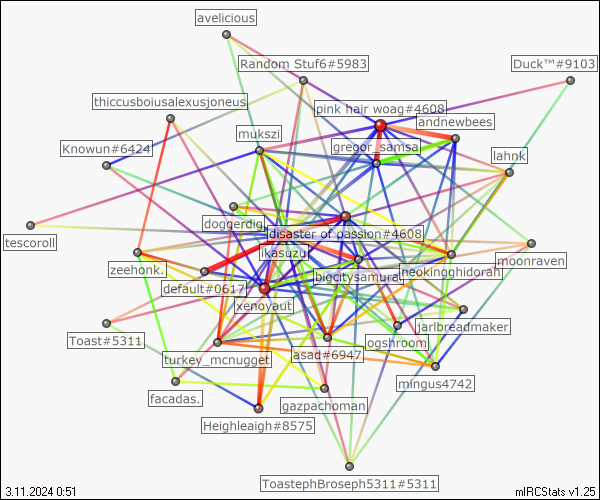 avelicious
Random Stuf6#5983
Duck™#9103
thiccusboiusalexusjoneus
pink hair woag#4608
andnewbees
mukszi
Knowun#6424
gregor_samsa
lahnk
doggerdig
tescoroll
disaster of passion#4608
ikasuzu
moonraven
zeehonk.
bigcitysamurai
neokingghidorah
default#0617
xenoyaut
Toast#5311
jarlbreadmaker
ogshroom
turkey_mcnugget
asad#6947
mingus4742
facadas.
gazpachoman
Heighleigh#8575
ToastephBroseph5311#5311
3.11.2024 0:51
mIRCStats v1.25